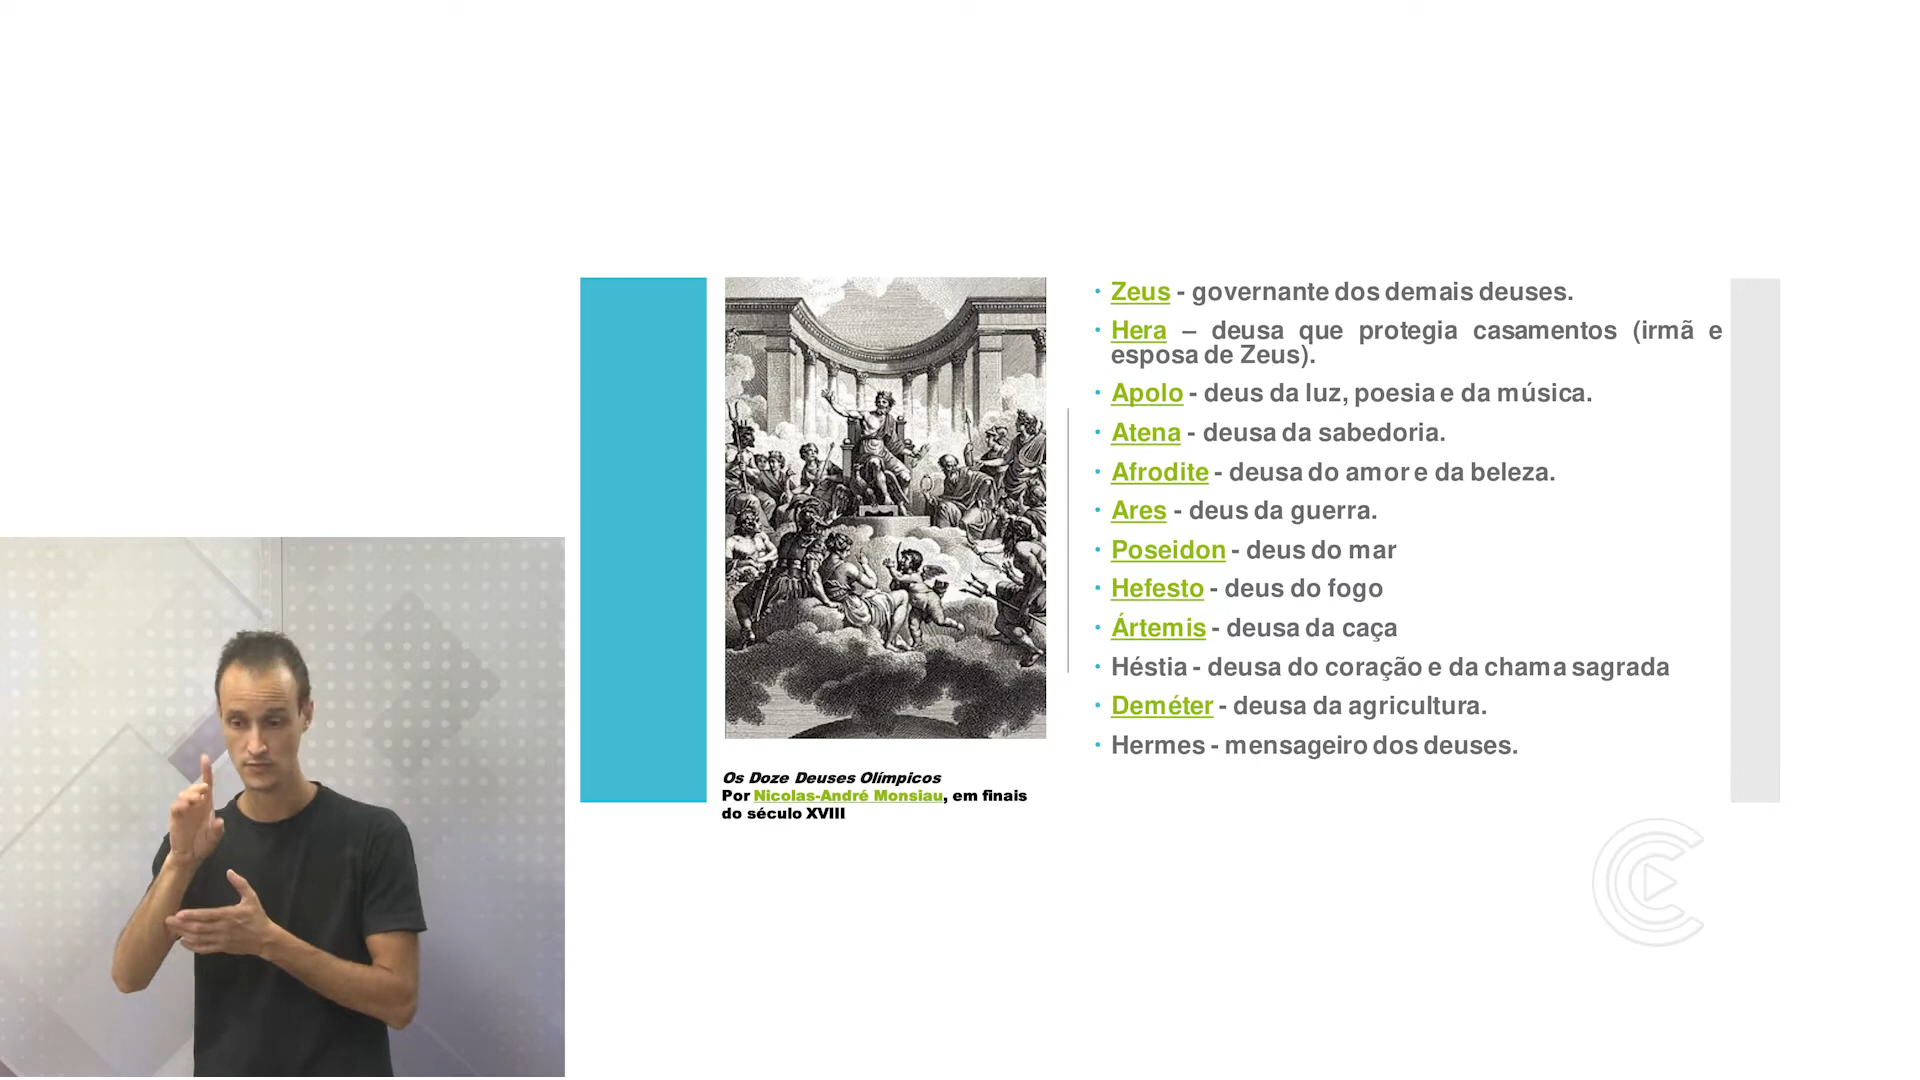 Zeus - governante dos demais deuses.
Hera – deusa que protegia casamentos (irmã e
esposa de Zeus).
Apolo - deus da luz, poesia e da música.
Atena - deusa da sabedoria.
Afrodite - deusa do amor e da beleza.
Ares - deus da guerra.
Poseidon - deus do mar
Hefesto - deus do fogo
Ártemis - deusa da caça
Héstia - deusa do coração e da chama sagrada
Deméter - deusa da agricultura.
Hermes - mensageiro dos deuses.
Os Doze Deuses Olímpicos
Por Nicolas-André Monsiau, em finais
do século XVIII